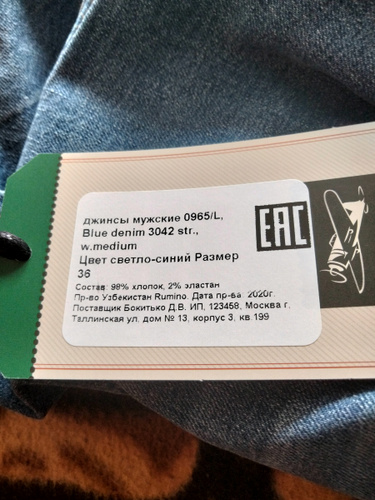 Джинсы мужские 0965/L,
Blue denim 3042 str.,
w.medium
Цвет светло-синий Размер
36
Состав: 98% хлопок, 2% эластан
Пр-во Узбекистан Rumino. Дата пр-ва: 2020г.
Поставщик Бокитько Д.В. ИП, 123458, Москва г.
Таллинская ул. дом № 13, корпус 3, кв.199
EAC